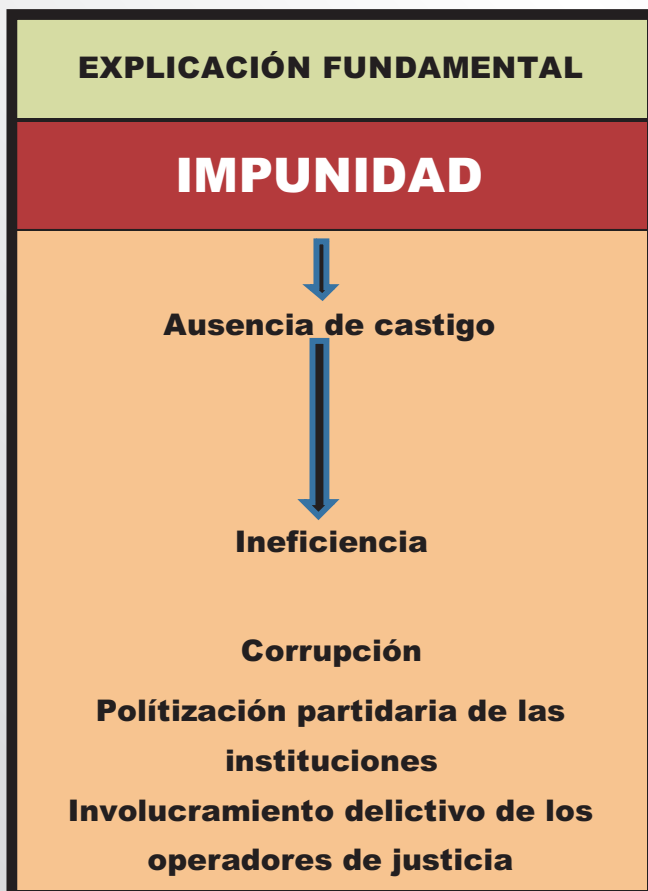 EXPLICACIÓN FUNDAMENTAL
IMPUNIDAD
Ausencia de castigo
Ineficiencia
Corrupción
Polítización partidaria de las
instituciones
Involucramiento delictivo de los
operadores de justicia